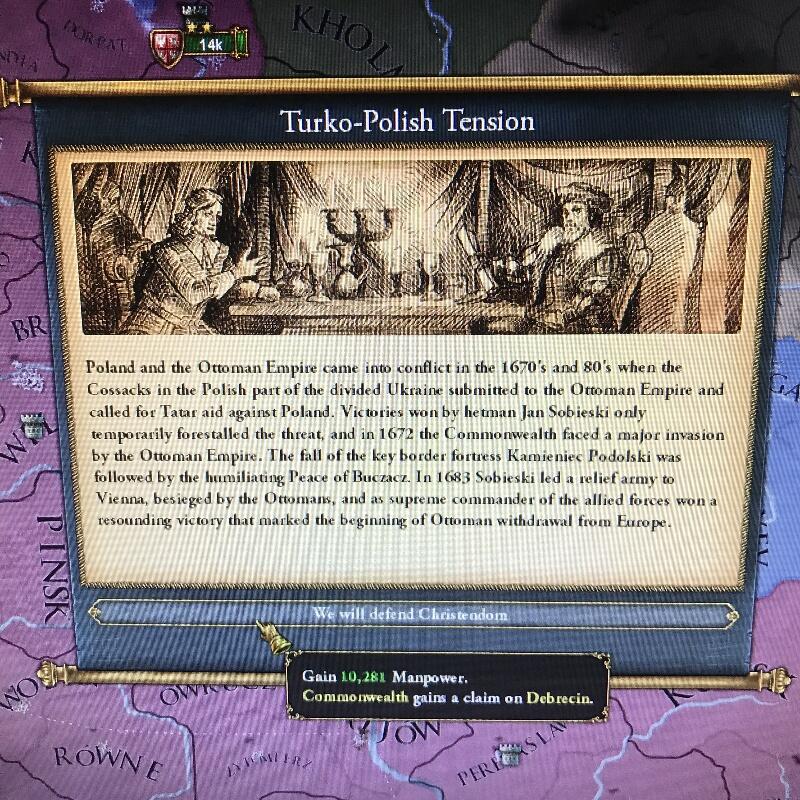 DORPAT
KHOL
14k
Turko-Polish Tension
BR
Poland and the Ottoman Empire came into conflict in the 1670's and 80's when the
Cossacks in the Polish part of the divided Ukraine submitted to the Ottoman Empire and
called for Tatar aid against Poland. Victories won by hetman Jan Sobieski only
temporarily forestalled the threat, and in 1672 the Commonwealth faced a major invasion
by the Ottoman Empire. The fall of the key border fortress Kamieniec Podolski was
followed by the humiliating Peace of Buczacz. In 1683 Sobieski led a relief army to
Vienna, besieged by the Ottomans, and as supreme commander of the allied forces won a
resounding victory that marked the beginning of Ottoman withdrawal from Europe.
PINSK
We will defend Christendom
Gain 10,281 Manpower.
Commonwealth gains a claim on Debrecin.
RÓWNE